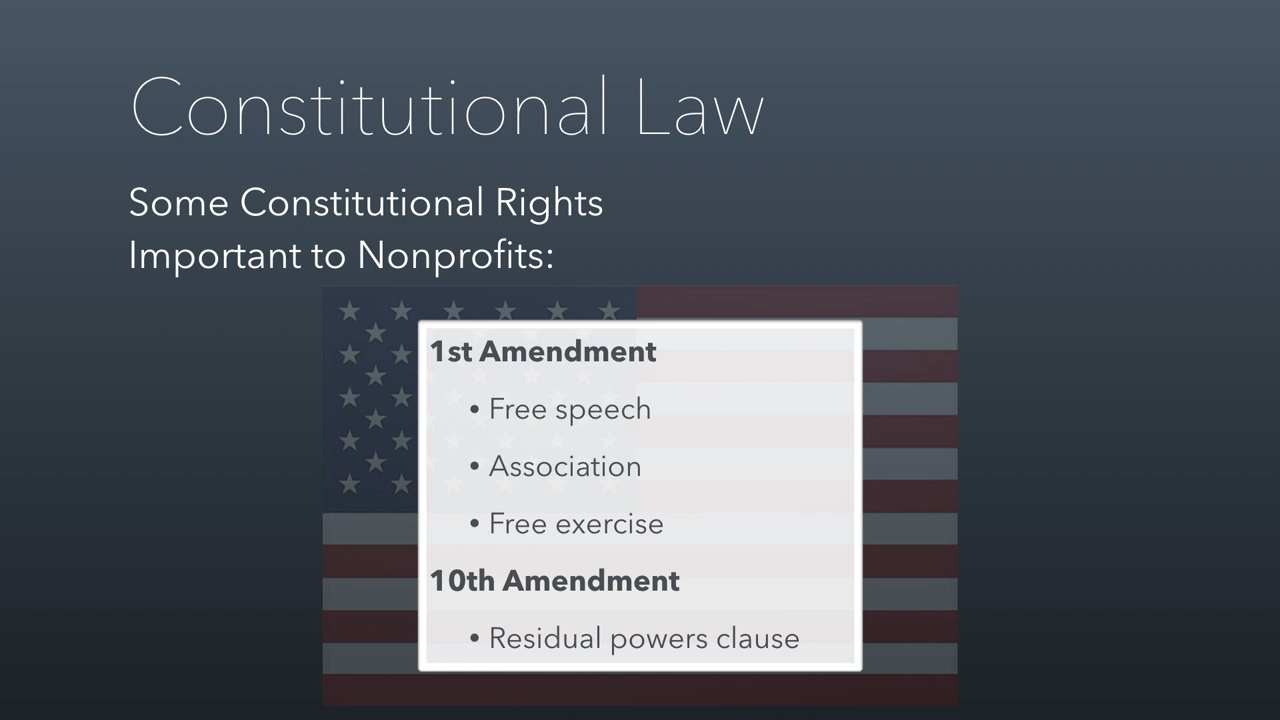 Constitutional Law
Some Constitutional Rights
Important to Nonprofits:
1st Amendment
• Free speech
• Association
• Free exercise
10th Amendment
• Residual powers clause